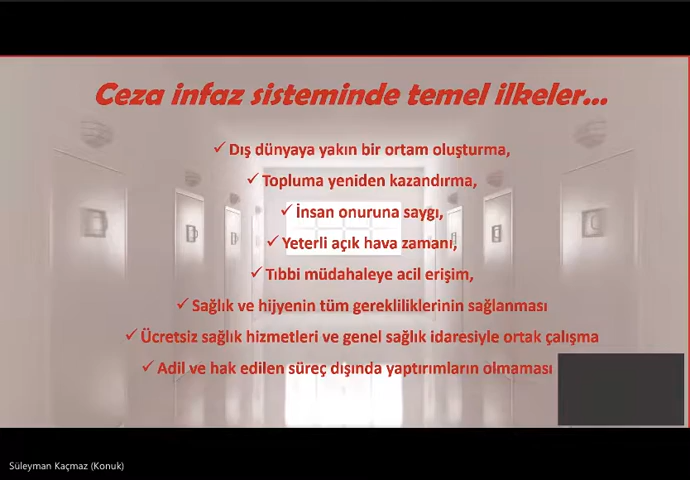 Ceza infaz sisteminde temel ilkeler...
✓ Dış dünyaya yakın bir ortam oluşturma,
✓ Topluma yeniden kazandırma,
✓ İnsan onuruna saygı,
✓ Yeterli açık hava zamanı,
✓ Tıbbi müdahaleye acil erişim,
✓ Sağlık ve hijyenin tüm gerekliliklerinin sağlanması
✓ Ücretsiz sağlık hizmetleri ve genel sağlık idaresiyle ortak çalışma
✓ Adil ve hak edilen süreç dışında yaptırımların olmaması
Süleyman Kaçmaz (Konuk)